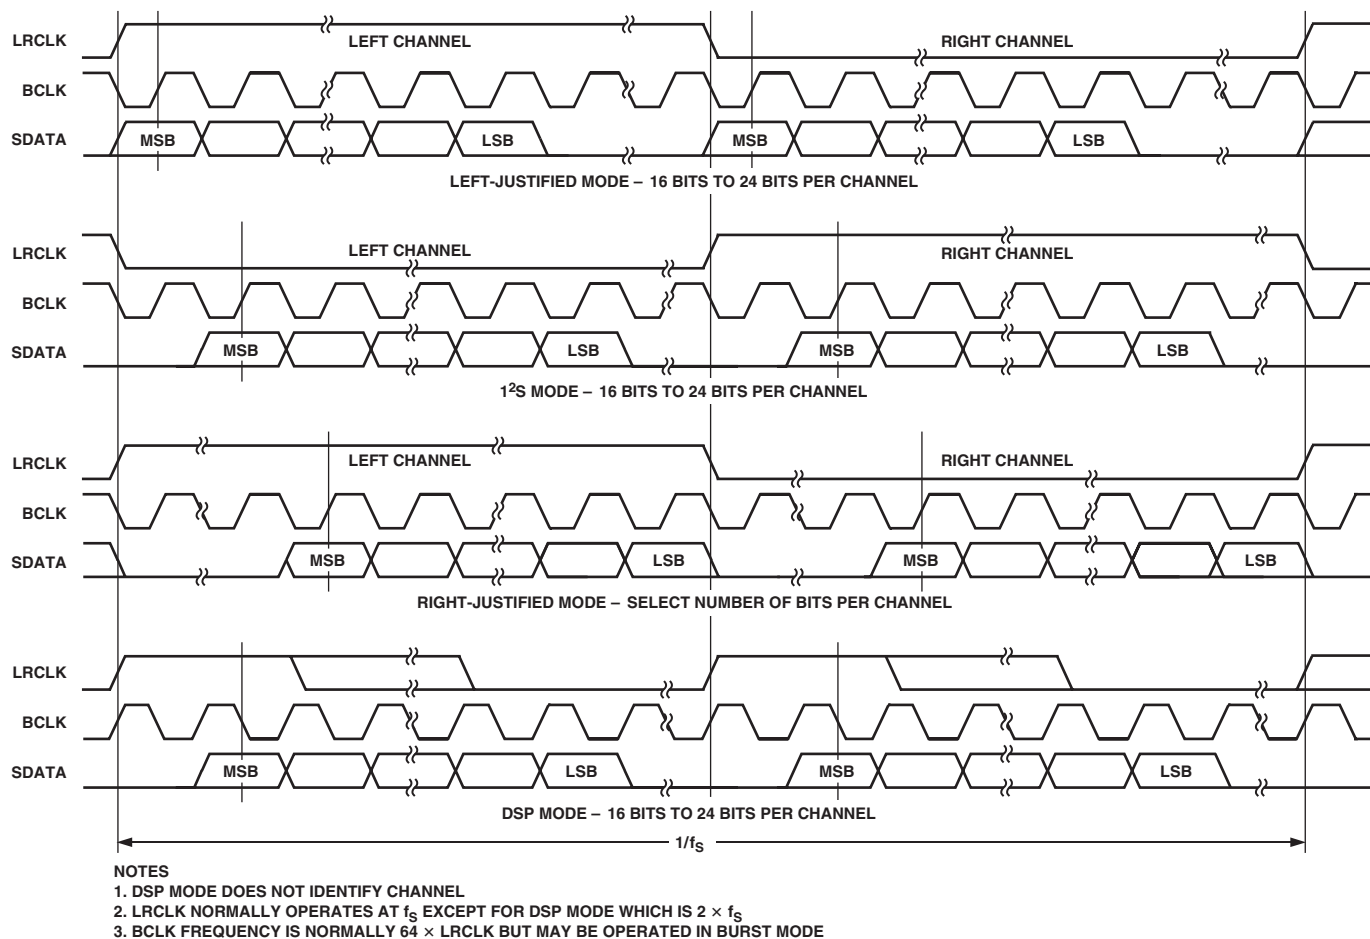 LRCLK LEFT CHANNEL RIGHT CHANNEL
BCLK
SDATA MSB LSB MSB LSB
LEFT-JUSTIFIED MODE – 16 BITS TO 24 BITS PER CHANNEL
LRCLK LEFT CHANNEL RIGHT CHANNEL
BCLK
SDATA MSB LSB MSB LSB
1²S MODE – 16 BITS TO 24 BITS PER CHANNEL
LRCLK LEFT CHANNEL RIGHT CHANNEL
BCLK
SDATA MSB LSB MSB LSB
RIGHT-JUSTIFIED MODE – SELECT NUMBER OF BITS PER CHANNEL
LRCLK
BCLK
SDATA MSB LSB MSB LSB
DSP MODE – 16 BITS TO 24 BITS PER CHANNEL
1/fS
NOTES
1. DSP MODE DOES NOT IDENTIFY CHANNEL
2. LRCLK NORMALLY OPERATES AT fS EXCEPT FOR DSP MODE WHICH IS 2 × fS
3. BCLK FREQUENCY IS NORMALLY 64 × LRCLK BUT MAY BE OPERATED IN BURST MODE